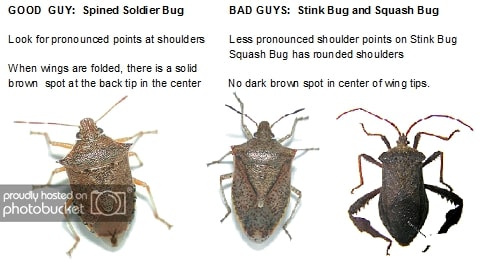 GOOD GUY: Spined Soldier Bug
Look for pronounced points at shoulders
When wings are folded, there is a solid
brown spot at the back tip in the center
BAD GUYS: Stink Bug and Squash Bug
Less pronounced shoulder points on Stink Bug
Squash Bug has rounded shoulders
No dark brown spot in center of wing tips.
proudly hosted on
photobucket